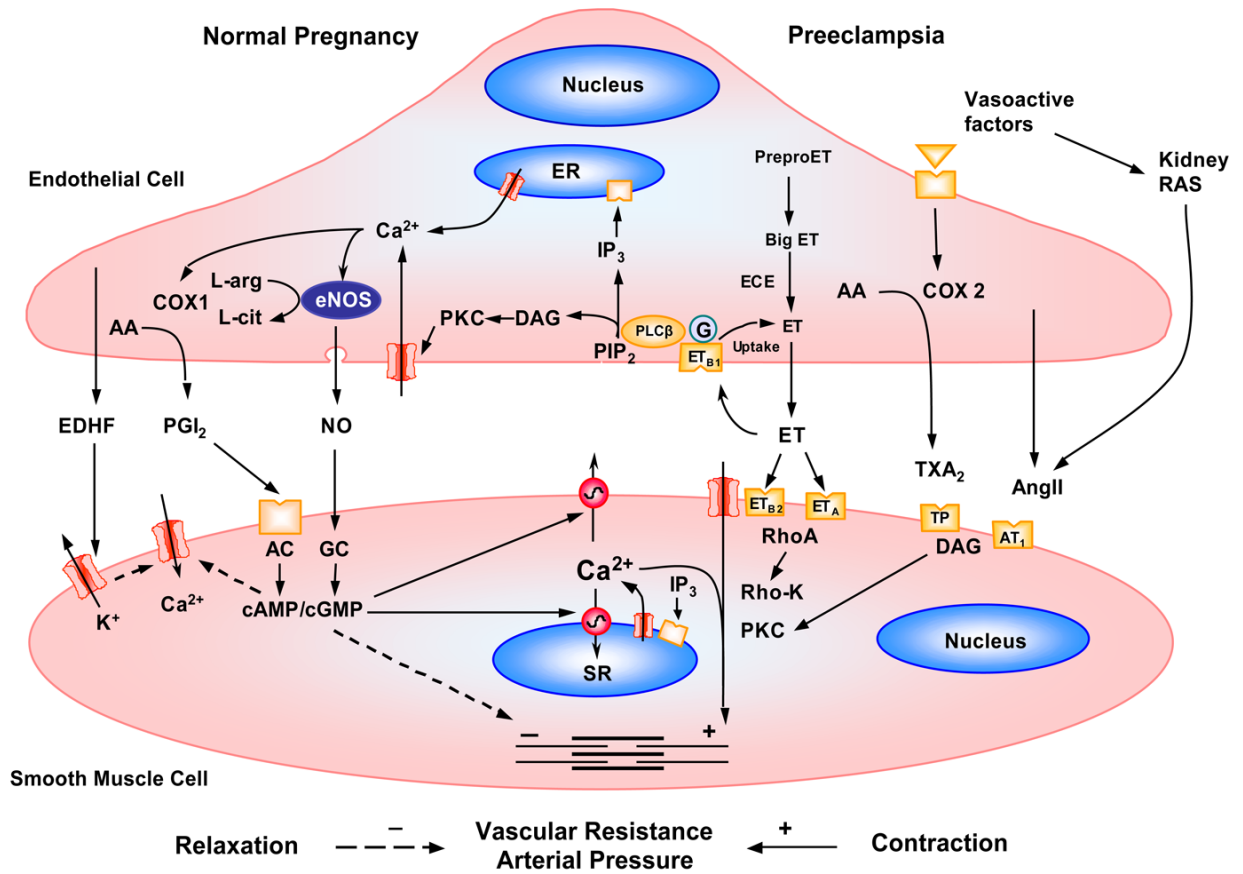 Normal Pregnancy
Preeclampsia
Nucleus
Vasoactive
factors
Endothelial Cell
ER
PreproET
Kidney
RAS
Ca²⁺
IP₃
Big ET
L-arg
COX1
eNOS
ECE
L-cit
AA
COX 2
AA
PKC
DAG
PIP₂
PLCβ
G
ET
Uptake
ET_B1
EDHF
PGI₂
NO
ET
TXA₂
AngII
ET_B2
ET_A
TP
AT₁
RhoA
DAG
AC
GC
Ca²⁺
IP₃
Rho-K
K⁺
Ca²⁺
cAMP/cGMP
PKC
Nucleus
SR
–
+
Smooth Muscle Cell
Relaxation
–
Vascular Resistance
Arterial Pressure
+
Contraction